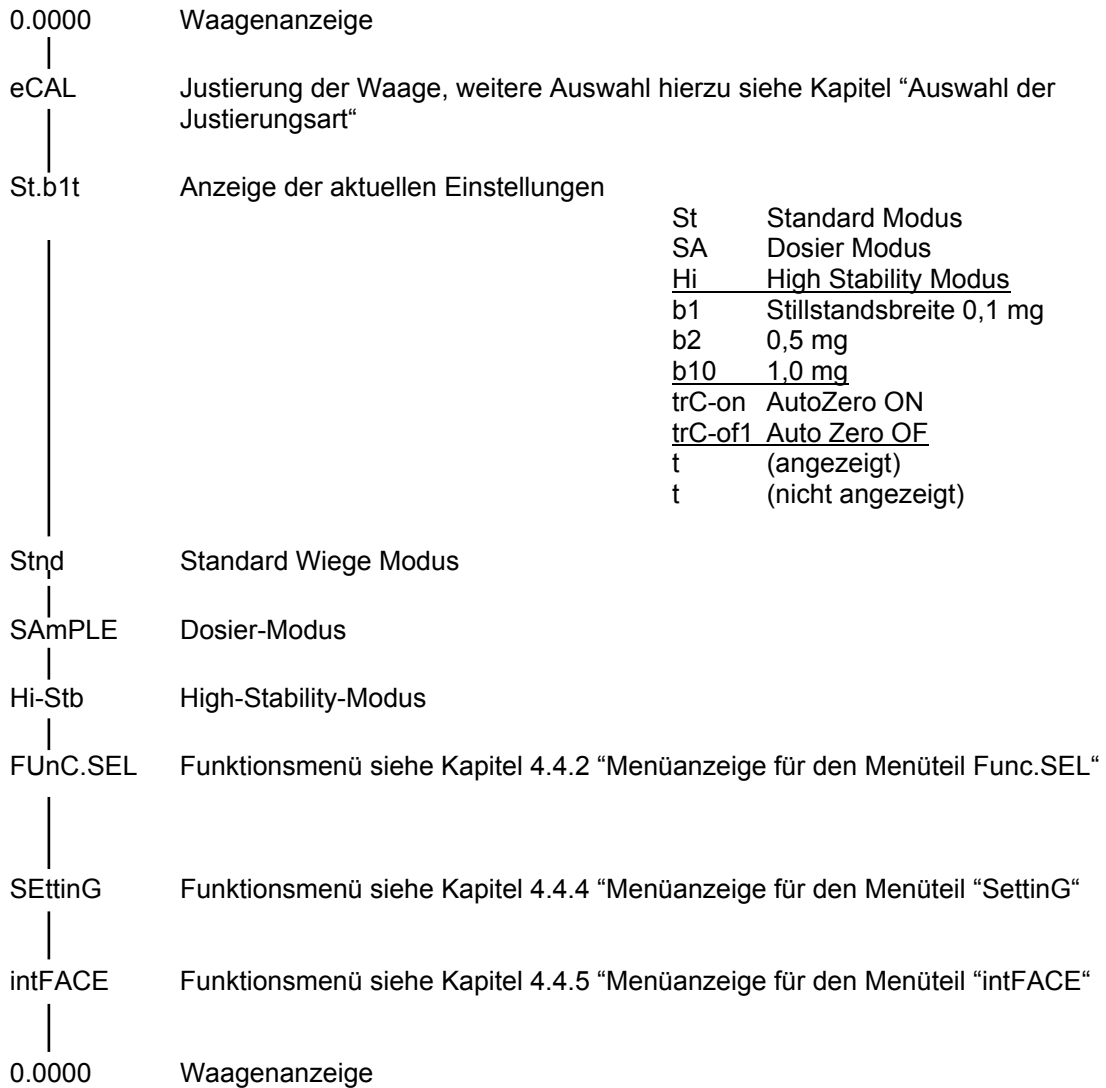 0.0000 Waagenanzeige
eCAL Justierung der Waage, weitere Auswahl hierzu siehe Kapitel “Auswahl der
Justierungsart“
St.b1t Anzeige der aktuellen Einstellungen
St Standard Modus
SA Dosier Modus
Hi High Stability Modus
b1 Stillstandsbreite 0,1 mg
b2 0,5 mg
b10 1,0 mg
trC-on AutoZero ON
trC-of1 Auto Zero OF
t (angezeigt)
t (nicht angezeigt)
Stnd Standard Wiege Modus
SAmPLE Dosier-Modus
Hi-Stb High-Stability-Modus
FUnC.SEL Funktionsmenü siehe Kapitel 4.4.2 “Menüanzeige für den Menüteil Func.SEL“
SEttinG Funktionsmenü siehe Kapitel 4.4.4 “Menüanzeige für den Menüteil “SettinG“
intFACE Funktionsmenü siehe Kapitel 4.4.5 “Menüanzeige für den Menüteil “intFACE“
0.0000 Waagenanzeige